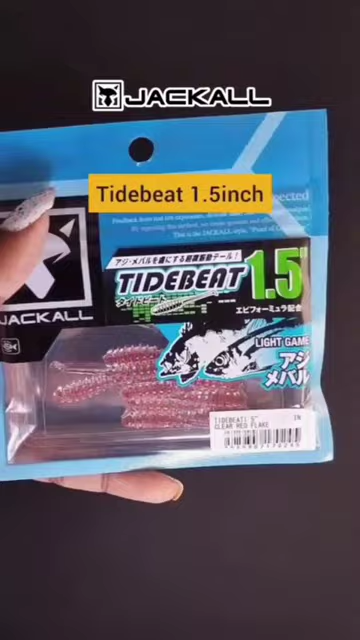 JACKALL
Tidebeat 1.5inch
JACKALL
アジ・メバルを虜にする超微振動テール!
TIDEBEAT 1.5"
タイドビート
エビフォーミュラ配合
LIGHT GAME
アジ
メバル
TIDEBEAT1.5"
CLEAR RED FLAKE